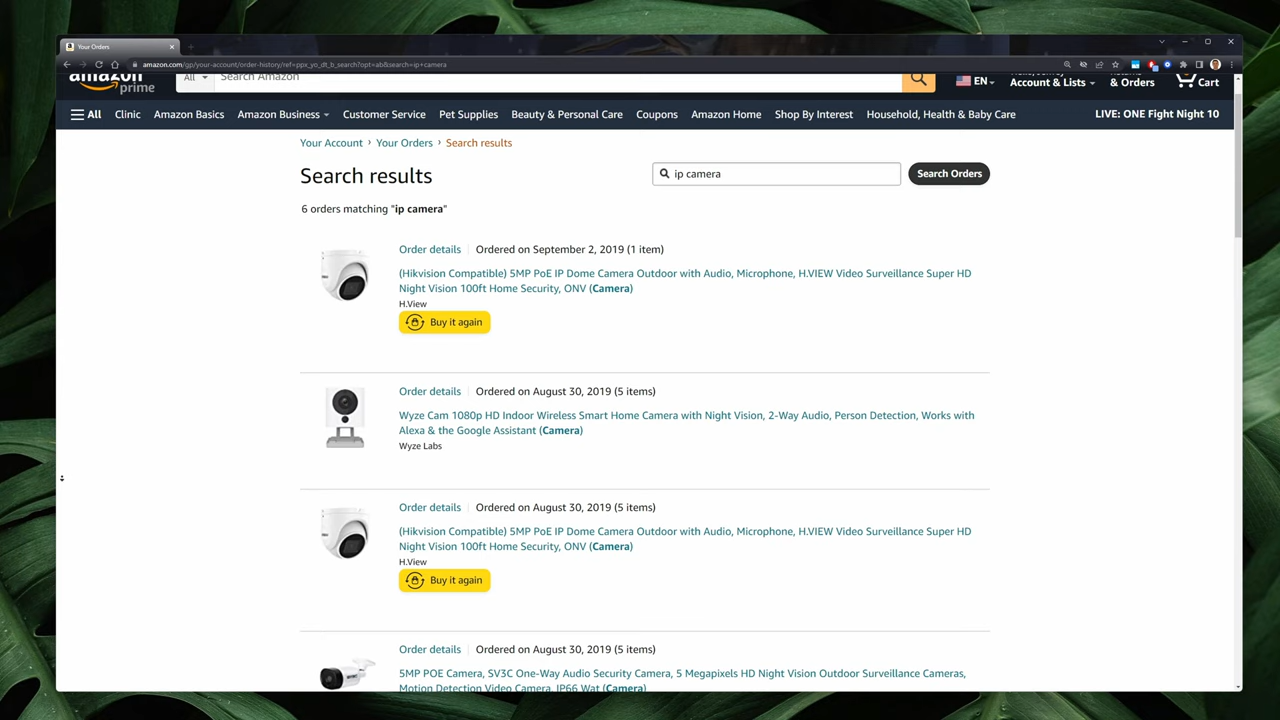 Your Orders
amazon.com/gp/your-account/order-history/ref=ppx_yo_dt_b_search?opt=ab&search=ip+camera
amazon
prime
All
Search Amazon
EN
Account & Lists
& Orders
Cart
All
Clinic
Amazon Basics
Amazon Business
Customer Service
Pet Supplies
Beauty & Personal Care
Coupons
Amazon Home
Shop By Interest
Household, Health & Baby Care
LIVE: ONE Fight Night 10
Your Account › Your Orders › Search results
Search results
ip camera
Search Orders
6 orders matching "ip camera"
Order details | Ordered on September 2, 2019 (1 item)
(Hikvision Compatible) 5MP PoE IP Dome Camera Outdoor with Audio, Microphone, H.VIEW Video Surveillance Super HD
Night Vision 100ft Home Security, ONV (Camera)
H.View
Buy it again
Order details | Ordered on August 30, 2019 (5 items)
Wyze Cam 1080p HD Indoor Wireless Smart Home Camera with Night Vision, 2-Way Audio, Person Detection, Works with
Alexa & the Google Assistant (Camera)
Wyze Labs
Order details | Ordered on August 30, 2019 (5 items)
(Hikvision Compatible) 5MP PoE IP Dome Camera Outdoor with Audio, Microphone, H.VIEW Video Surveillance Super HD
Night Vision 100ft Home Security, ONV (Camera)
H.View
Buy it again
Order details | Ordered on August 30, 2019 (5 items)
5MP POE Camera, SV3C One-Way Audio Security Camera, 5 Megapixels HD Night Vision Outdoor Surveillance Cameras,
Motion Detection Video Camera, IP66 Wat (Camera)